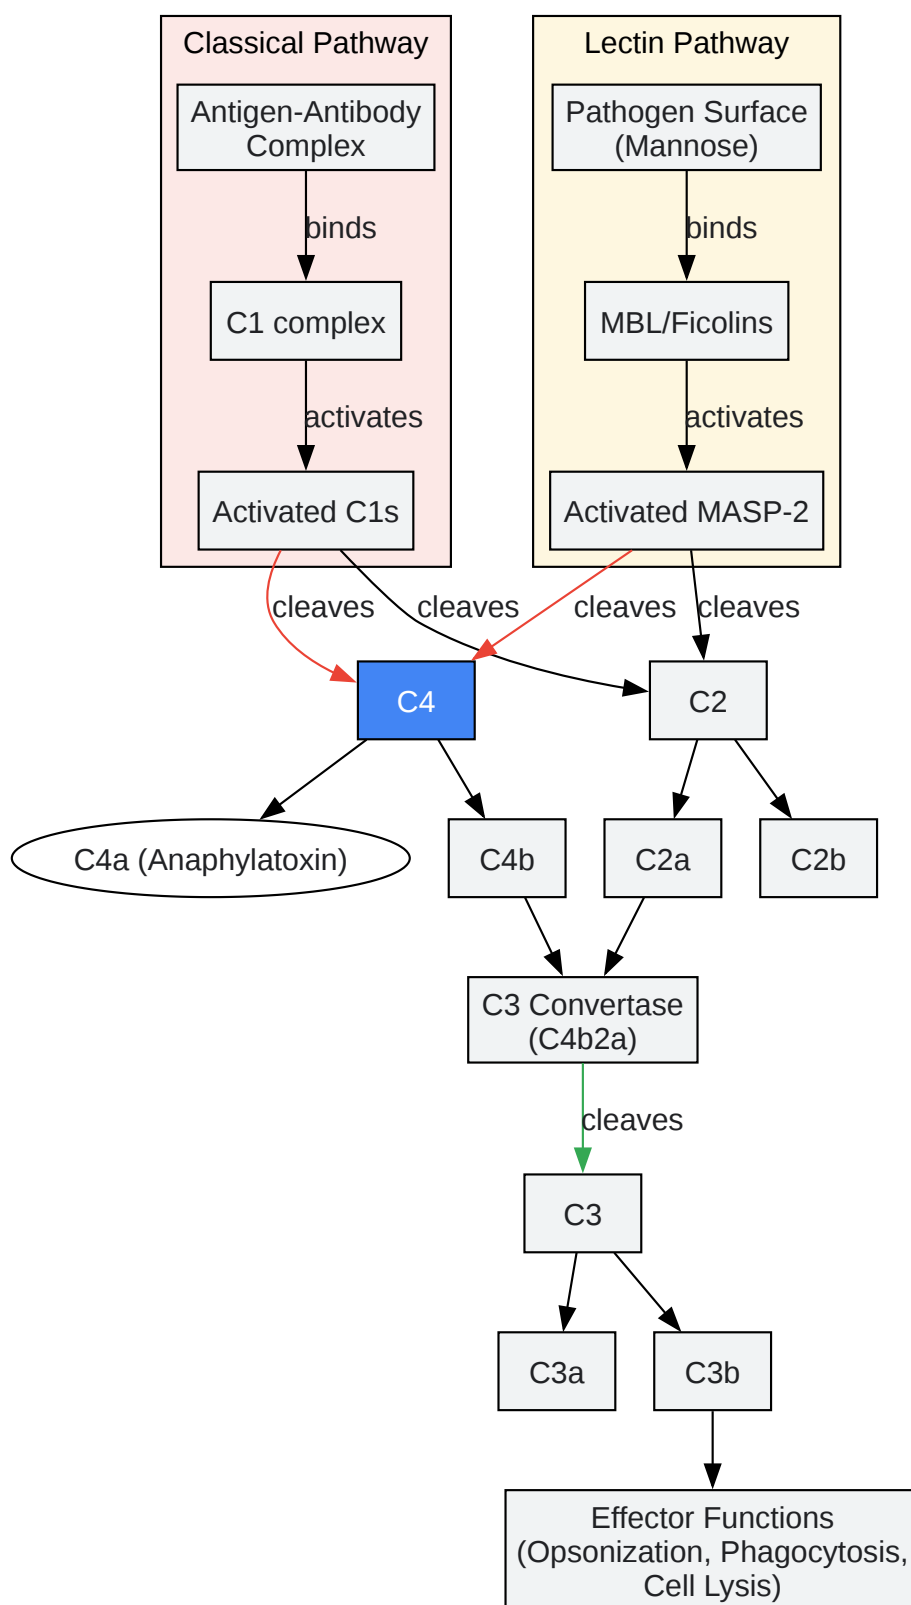 Classical Pathway
Lectin Pathway
Antigen-Antibody
Complex
Pathogen Surface
(Mannose)
binds
binds
C1 complex
MBL/Ficolins
activates
activates
Activated C1s
Activated MASP-2
cleaves
cleaves
cleaves
cleaves
C4
C2
C4a (Anaphylatoxin)
C4b
C2a
C2b
C3 Convertase
(C4b2a)
cleaves
C3
C3a
C3b
Effector Functions
(Opsonization, Phagocytosis,
Cell Lysis)